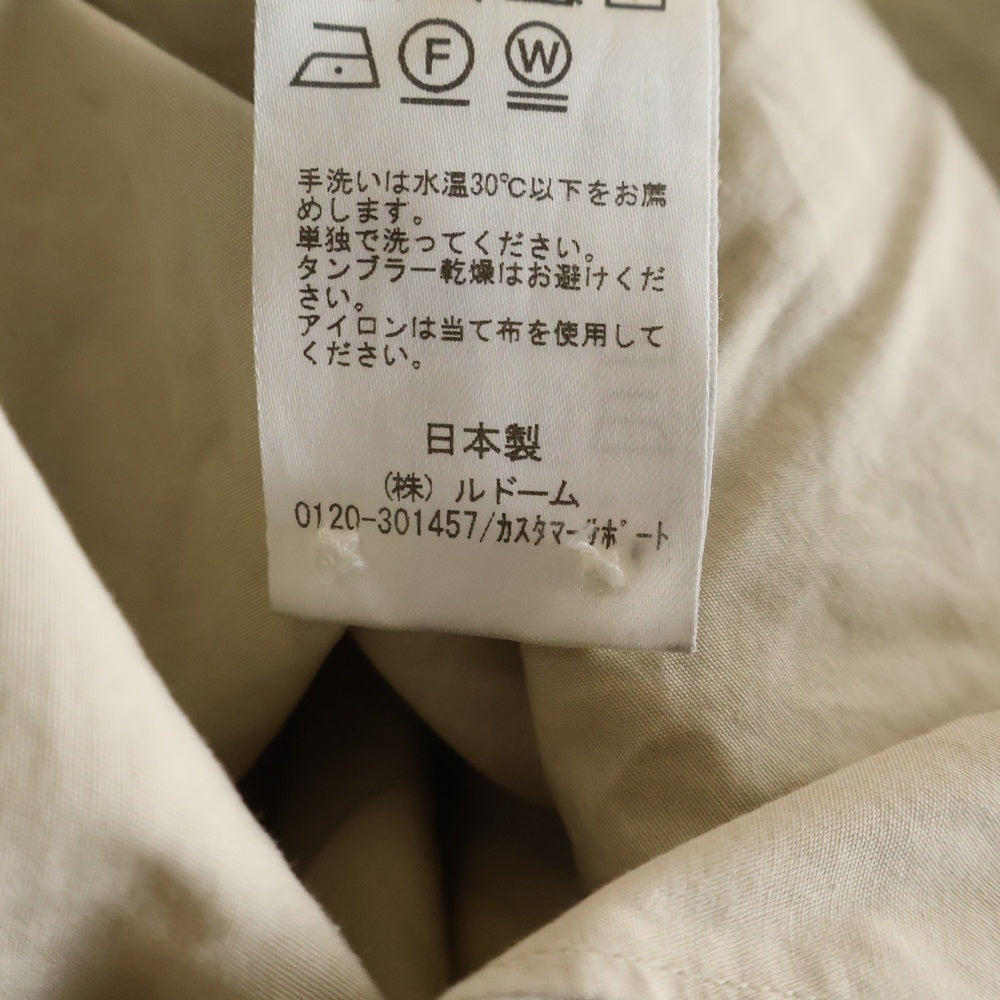 F W
手洗いは水温30℃以下をお薦
めします。
単独で洗ってください。
タンブラー乾燥はお避けくだ
さい。
アイロンは当て布を使用して
ください。
日本製
(株) ルドーム
0120-301457/カスタマーサポート